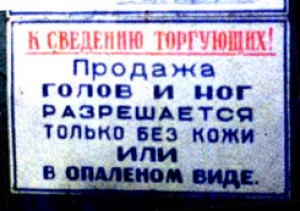 К СВЕДЕНИЮ ТОРГУЮЩИХ!
Продажа
ГОЛОВ И НОГ
РАЗРЕШАЕТСЯ
ТОЛЬКО БЕЗ КОЖИ
ИЛИ
В ОПАЛЕНОМ ВИДЕ.